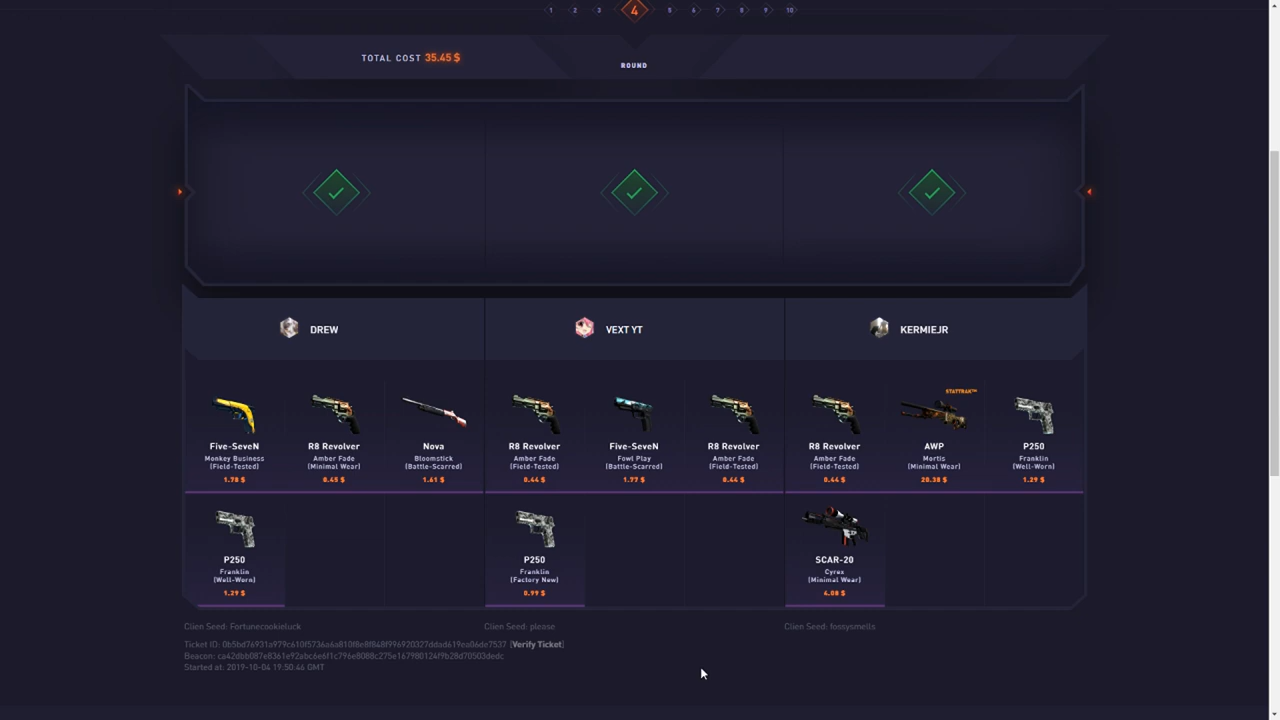 1 2 3 4 5 6 7 8 9 10
TOTAL COST 35.45 $
ROUND
DREW
VEXT YT
KERMIEJR
STATTRAK™
Five-SeveN R8 Revolver Nova R8 Revolver Five-SeveN R8 Revolver R8 Revolver AWP P250
Monkey Business Amber Fade Bloomstick Amber Fade Fowl Play Amber Fade Amber Fade Mortis Franklin
(Field-Tested) (Minimal Wear) (Battle-Scarred) (Field-Tested) (Battle-Scarred) (Field-Tested) (Field-Tested) (Minimal Wear) (Well-Worn)
1.78 $ 0.45 $ 1.61 $ 0.44 $ 1.77 $ 0.44 $ 0.44 $ 20.38 $ 1.29 $
P250 P250 SCAR-20
Franklin Franklin Cyrex
(Well-Worn) (Factory New) (Minimal Wear)
1.29 $ 0.99 $ 4.08 $
Clien Seed: Fortunecookieluck Clien Seed: please Clien Seed: fossysmells
Ticket ID: [Verify Ticket]
Beacon:
Started at: 2019-10-04 19:50:46 GMT